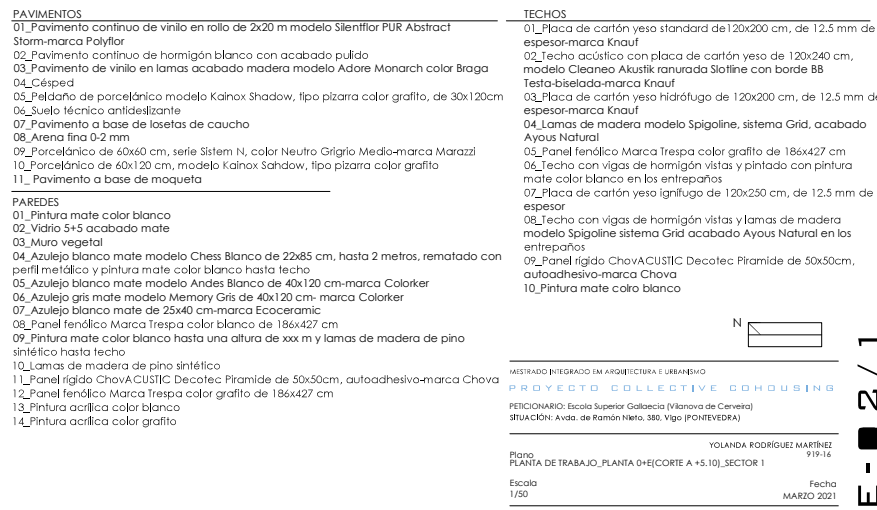 PAVIMENTOS
01_Pavimento continuo de vinilo en rollo de 2x20 m modelo Silentflor PUR Abstract
Storm-marca Polyflor
02_Pavimento continuo de hormigón blanco con acabado pulido
03_Pavimento de vinilo en lamas acabado madera modelo Adore Monarch color Braga
04_Césped
05_Peldaño de porcelánico modelo Kainox Shadow, tipo pizarra color grafito, de 30x120cm
06_Suelo técnico antideslizante
07_Pavimento a base de losetas de caucho
08_Arena fina 0-2 mm
09_Porcelánico de 60x60 cm, serie Sistem N, color Neutro Grigrio Medio-marca Marazzi
10_Porcelánico de 60x120 cm, modelo Kainox Sahdow, tipo pizarra color grafito
11_ Pavimento a base de moqueta
PAREDES
01_Pintura mate color blanco
02_Vidrio 5+5 acabado mate
03_Muro vegetal
04_Azulejo blanco mate modelo Chess Blanco de 22x85 cm, hasta 2 metros, rematado con
perfil metálico y pintura mate color blanco hasta techo
05_Azulejo blanco mate modelo Andes Blanco de 40x120 cm-marca Colorker
06_Azulejo gris mate modelo Memory Gris de 40x120 cm- marca Colorker
07_Azulejo blanco mate de 25x40 cm-marca Ecoceramic
08_Panel fenólico Marca Trespa color blanco de 186x427 cm
09_Pintura mate color blanco hasta una altura de xxx m y lamas de madera de pino
sintético hasta techo
10_Lamas de madera de pino sintético
11_Panel rígido ChovACUSTIC Decotec Piramide de 50x50cm, autoadhesivo-marca Chova
12_Panel fenólico Marca Trespa color grafito de 186x427 cm
13_Pintura acrílica color blanco
14_Pintura acrílica color grafito
TECHOS
01_Placa de cartón yeso standard de120x200 cm, de 12.5 mm de
espesor-marca Knauf
02_Techo acústico con placa de cartón yeso de 120x240 cm,
modelo Cleaneo Akustik ranurada Slotline con borde BB
Testa-biselada-marca Knauf
03_Placa de cartón yeso hidrófugo de 120x200 cm, de 12.5 mm de
espesor-marca Knauf
04_Lamas de madera modelo Spigoline, sistema Grid, acabado
Ayous Natural
05_Panel fenólico Marca Trespa color grafito de 186x427 cm
06_Techo con vigas de hormigón vistas y pintado con pintura
mate color blanco en los entrepaños
07_Placa de cartón yeso ignífugo de 120x250 cm, de 12.5 mm de
espesor
08_Techo con vigas de hormigón vistas y lamas de madera
modelo Spigoline sistema Grid acabado Ayous Natural en los
entrepaños
09_Panel rígido ChovACUSTIC Decotec Piramide de 50x50cm,
autoadhesivo-marca Chova
10_Pintura mate colro blanco
N
MESTRADO INTEGRADO EM ARQUITECTURA E URBANISMO
PROYECTO COLLECTIVE COHOUSING
PETICIONARIO: Escola Superior Gallaecia (Vilanova de Cerveira)
SITUACIÓN: Avda. de Ramón Nieto, 380, Vigo (PONTEVEDRA)
YOLANDA RODRÍGUEZ MARTÍNEZ
Plano 919-16
PLANTA DE TRABAJO_PLANTA 0+E(CORTE A +5.10)_SECTOR 1
Escala Fecha
1/50 MARZO 2021